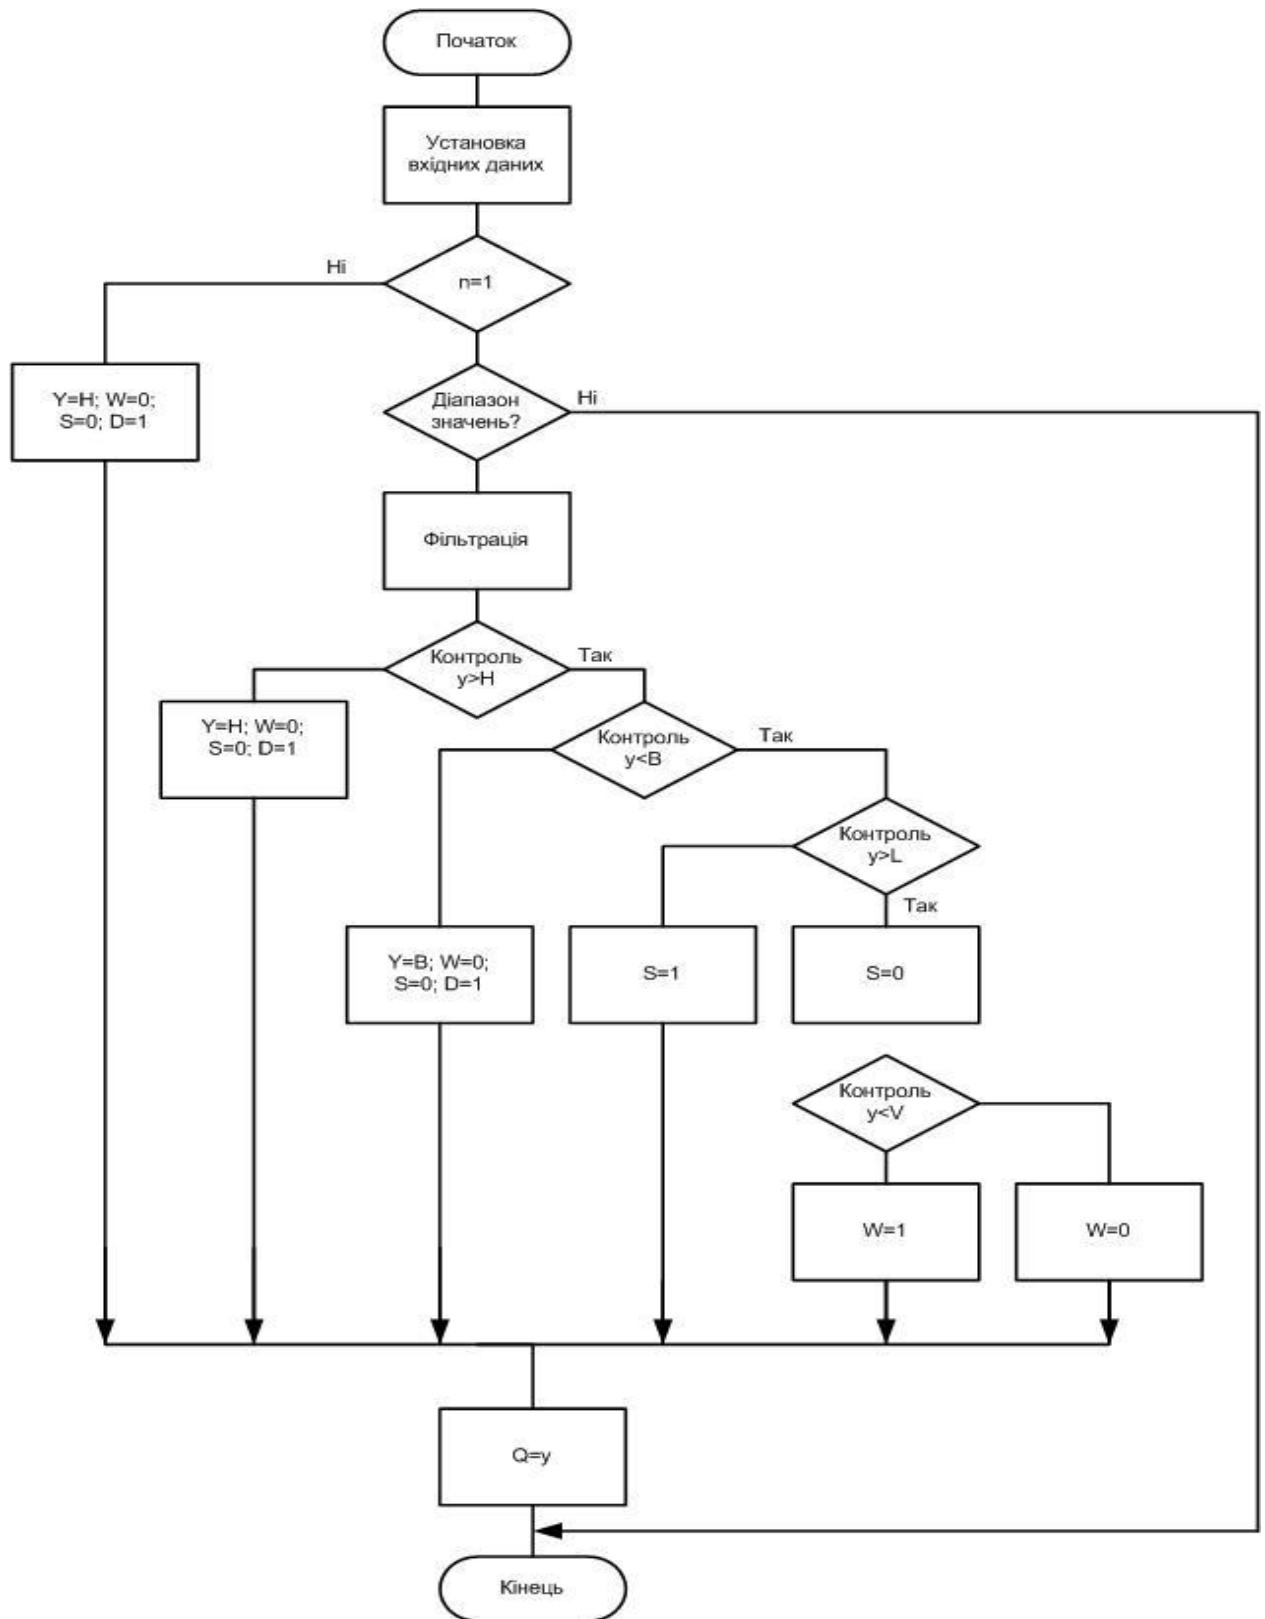 Початок
Установка
вхідних даних
Ні
n=1
Y=H; W=0;
S=0; D=1
Діапазон
значень?
Ні
Фільтрація
Контроль
y>H
Так
Y=H; W=0;
S=0; D=1
Контроль
y<B
Так
Контроль
y>L
Так
Y=B; W=0;
S=0; D=1
S=1
S=0
Контроль
y<V
W=1
W=0
Q=y
Кінець